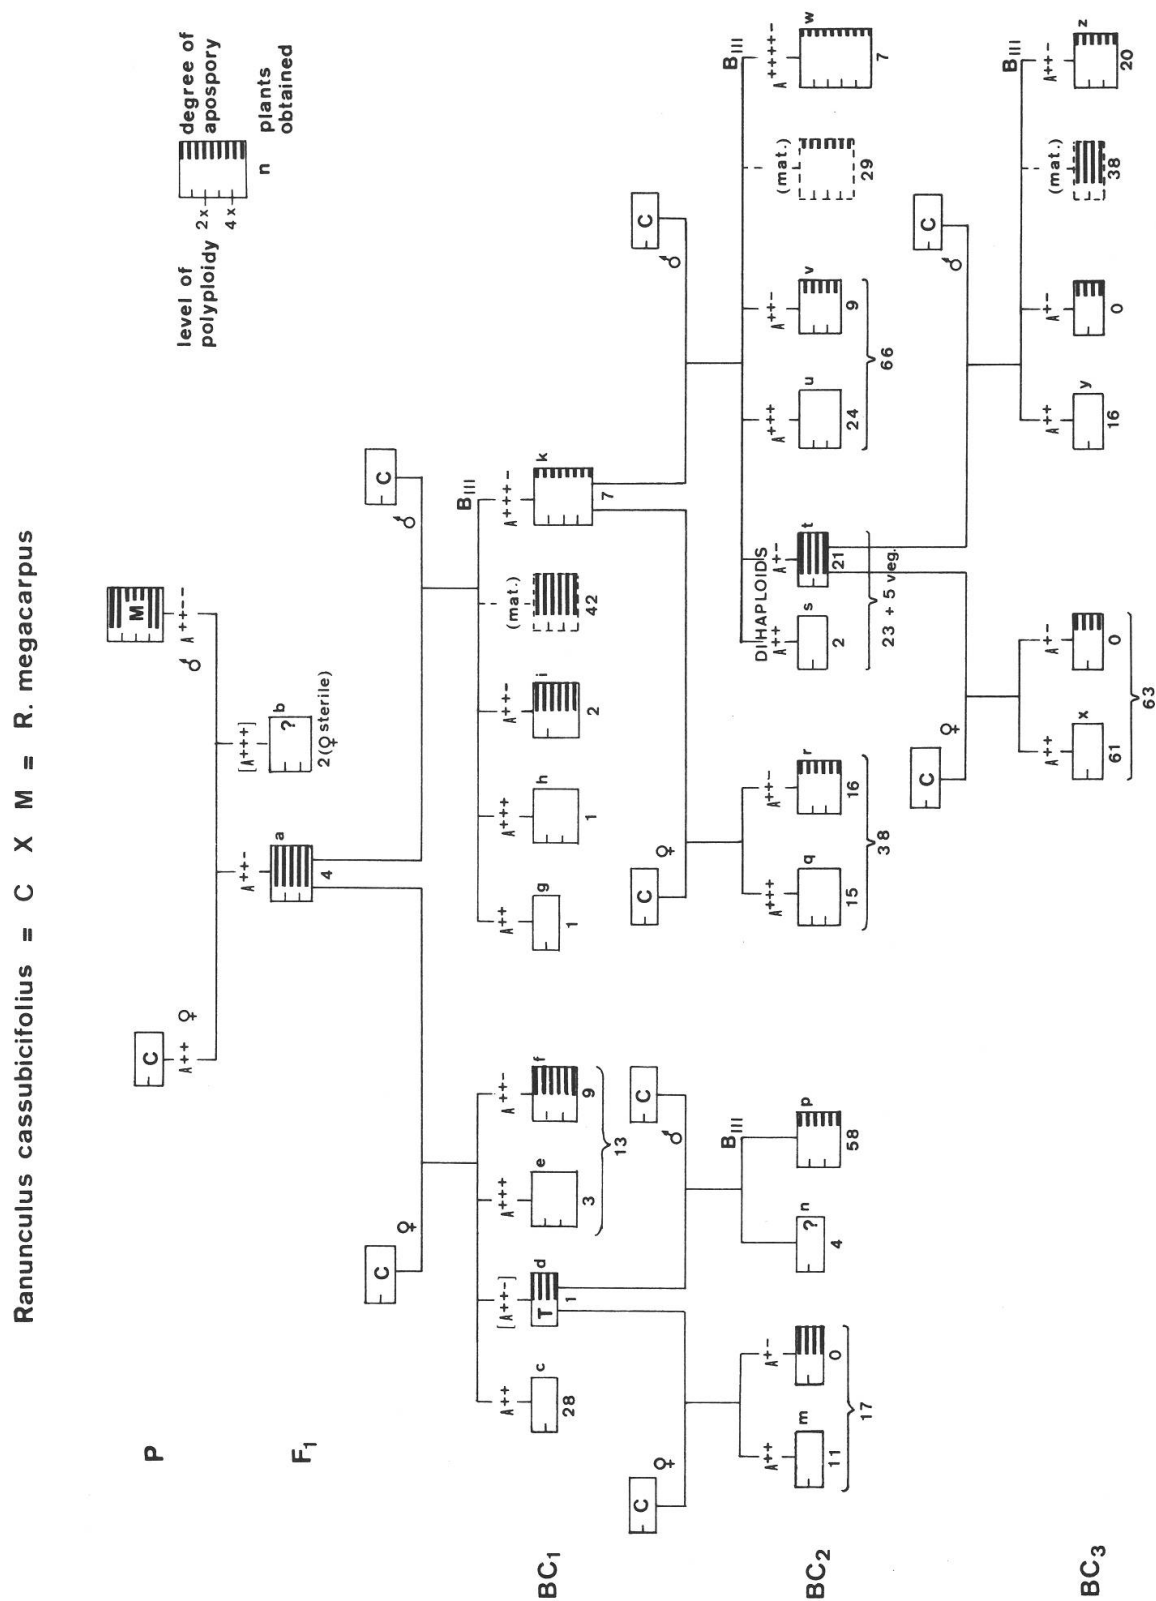 Ranunculus cassubicifolius = C X M = R. megacarpus
level of polyploidy
2x
4x
degree of apospory
n plants obtained
P
C
♀
A++
M
♂
A++--
F1
A++-
a
4
[A+++]
?
b
2(♀ sterile)
C
♀
C
♂
BC1
A++
c
28
[A++-]
T
d
1
A+++
e
3
A++-
f
9
13
A++
g
1
A+++
h
1
A++-
i
2
(mat.)
42
BIII
A+++-
k
7
C
♀
C
♂
C
♀
C
♂
BC2
A++
m
11
A+-
0
17
?
n
4
BIII
p
58
A+++
q
15
A++-
r
16
38
DIHAPLOIDS
A++
s
2
A+-
t
21
23 + 5 veg.
A+++
u
24
A++-
v
9
66
(mat.)
29
BIII
A++++-
w
7
C
♀
C
♂
BC3
A++
x
61
A+-
0
63
A++
y
16
A+-
0
(mat.)
38
BIII
A++-
z
20